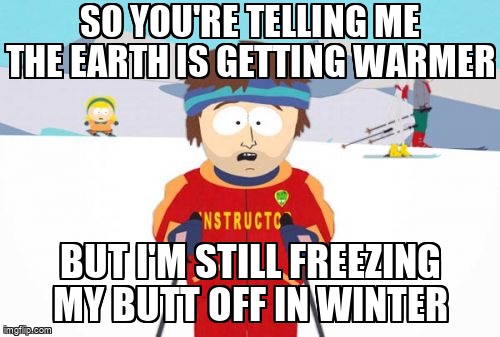 SO YOU'RE TELLING ME
THE EARTH IS GETTING WARMER
NSTRUCTO
BUT I'M STILL FREEZING
MY BUTT OFF IN WINTER
imgflip.com